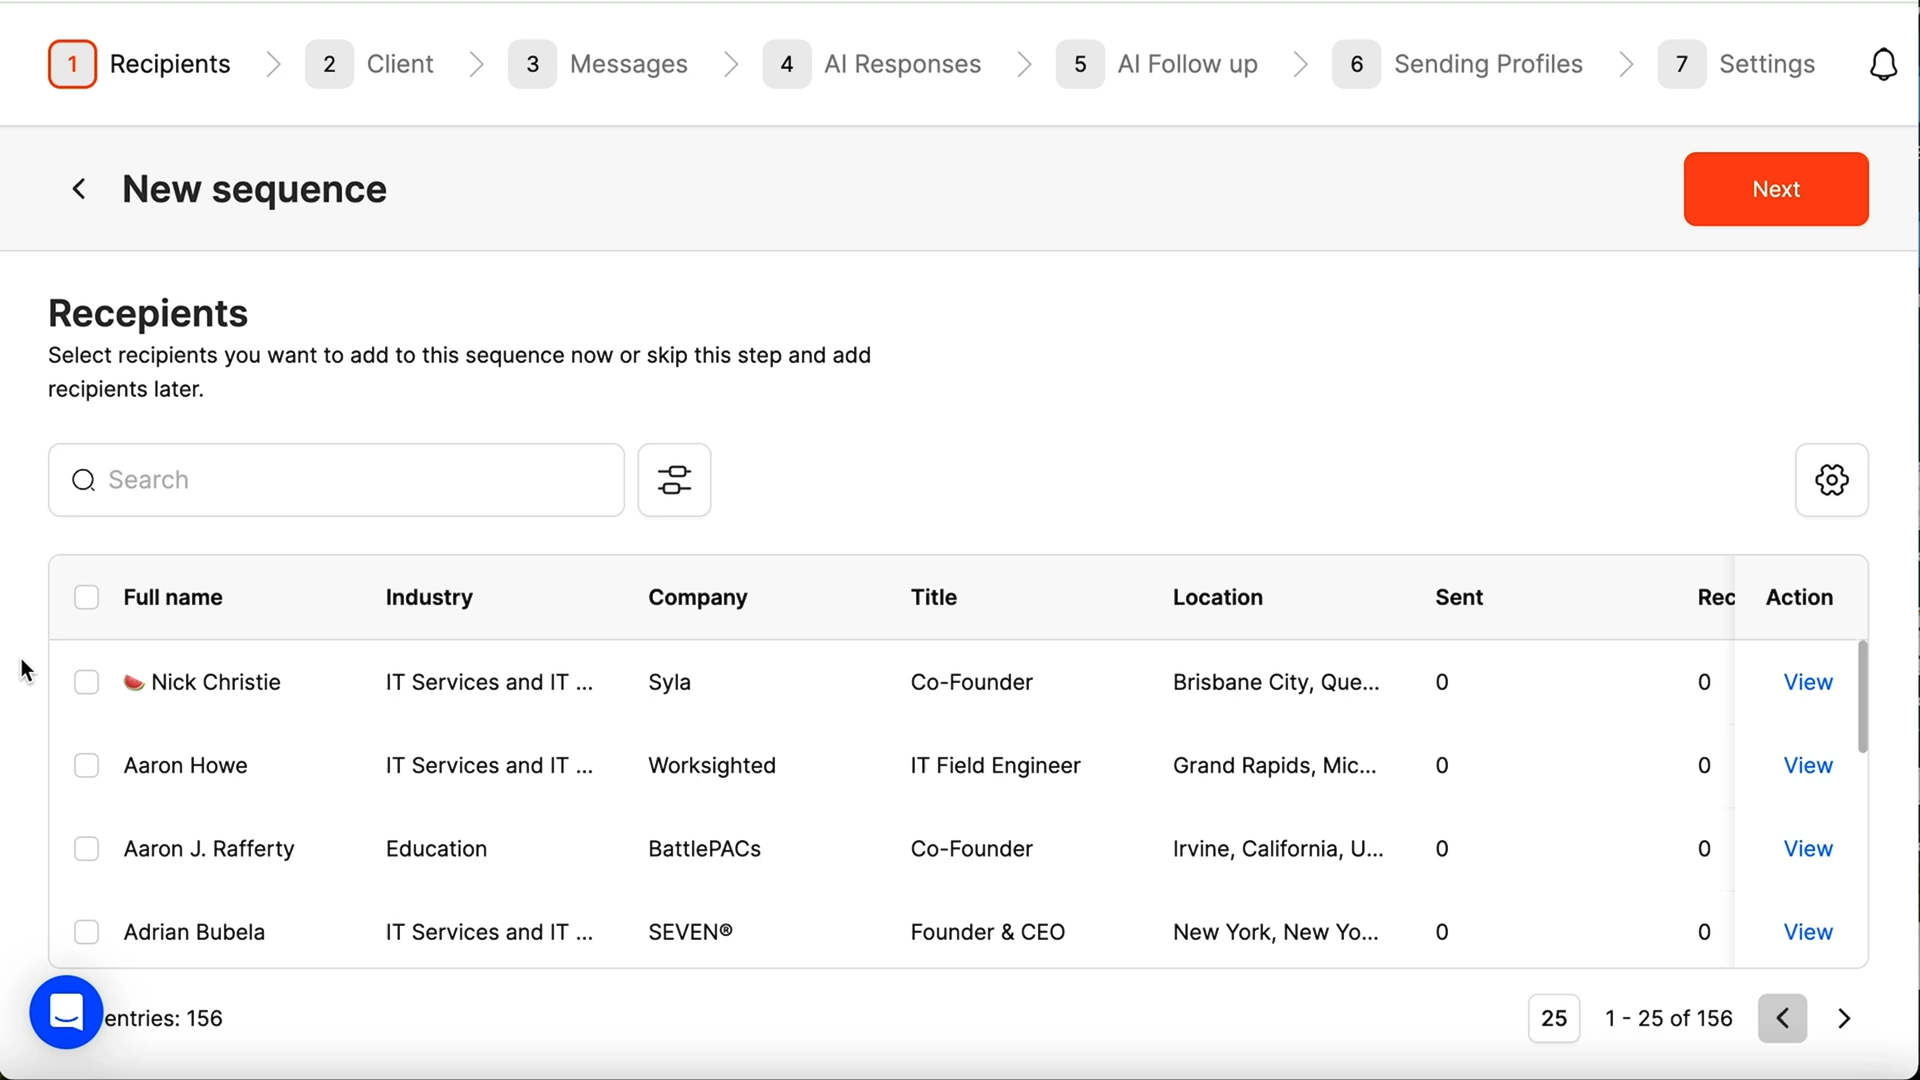 1 Recipients 2 Client 3 Messages 4 AI Responses 5 AI Follow up 6 Sending Profiles 7 Settings
New sequence
Next
Recepients
Select recipients you want to add to this sequence now or skip this step and add
recipients later.
Search
Full name Industry Company Title Location Sent Rec Action
Nick Christie IT Services and IT ... Syla Co-Founder Brisbane City, Que... 0 0 View
Aaron Howe IT Services and IT ... Worksighted IT Field Engineer Grand Rapids, Mic... 0 0 View
Aaron J. Rafferty Education BattlePACs Co-Founder Irvine, California, U... 0 0 View
Adrian Bubela IT Services and IT ... SEVEN® Founder & CEO New York, New Yo... 0 0 View
entries: 156 25 1 - 25 of 156